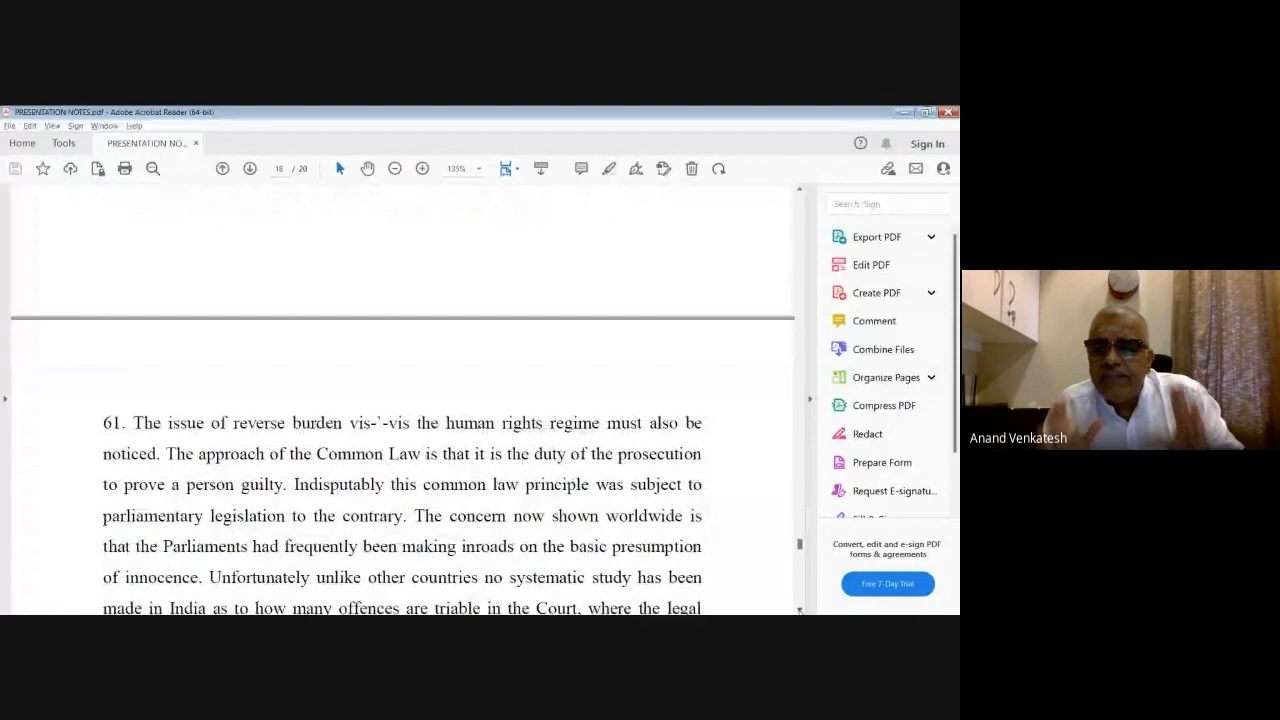 PRESENTATION NOTES.pdf - Adobe Acrobat Reader (64-bit)
File Edit View Sign Window Help
Home Tools PRESENTATION NO... × Sign In
18 / 20 135%
Search 'Sign
Export PDF
Edit PDF
Create PDF
Comment
Combine Files
Organize Pages
Compress PDF
Redact
Prepare Form
Request E-signatu...
Convert, edit and e-sign PDF
forms & agreements
Free 7-Day Trial
61. The issue of reverse burden vis-`-vis the human rights regime must also be
noticed. The approach of the Common Law is that it is the duty of the prosecution
to prove a person guilty. Indisputably this common law principle was subject to
parliamentary legislation to the contrary. The concern now shown worldwide is
that the Parliaments had frequently been making inroads on the basic presumption
of innocence. Unfortunately unlike other countries no systematic study has been
made in India as to how many offences are triable in the Court, where the legal
Anand Venkatesh